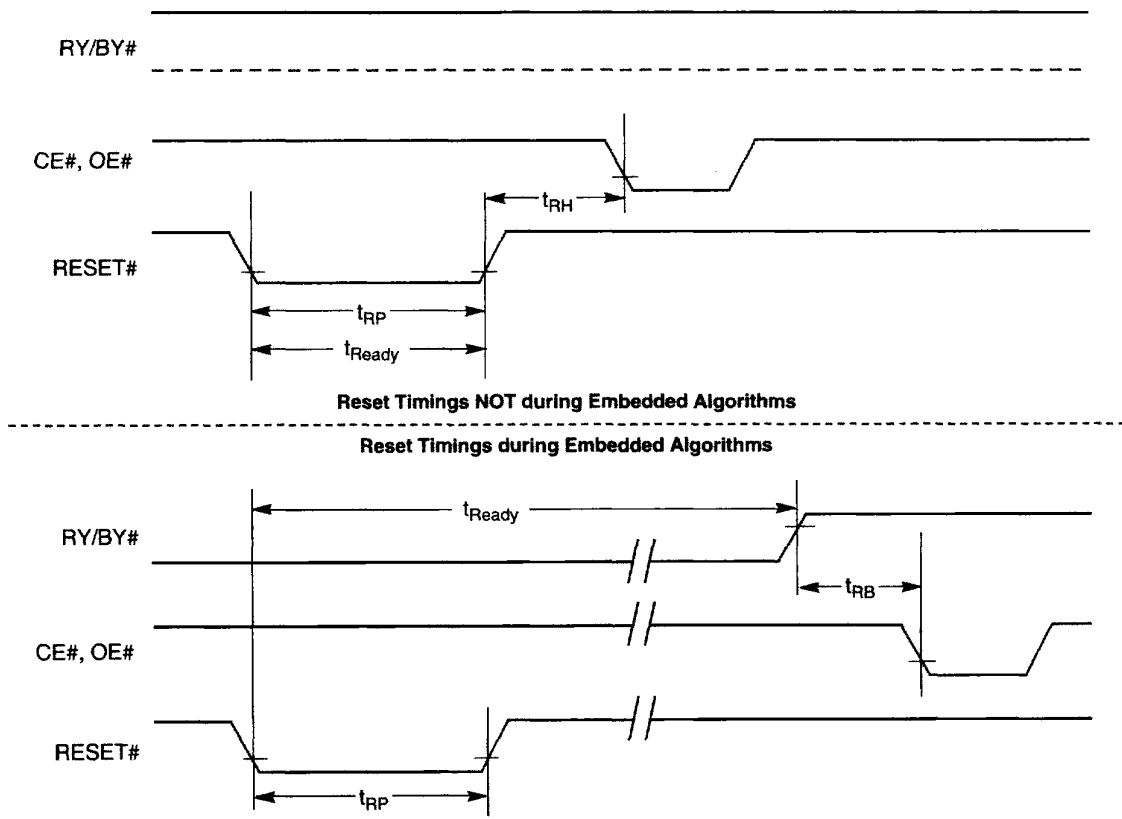 RY/BY#
CE#, OE#
tRH
RESET#
tRP
tReady
Reset Timings NOT during Embedded Algorithms
Reset Timings during Embedded Algorithms
tReady
RY/BY#
tRB
CE#, OE#
RESET#
tRP